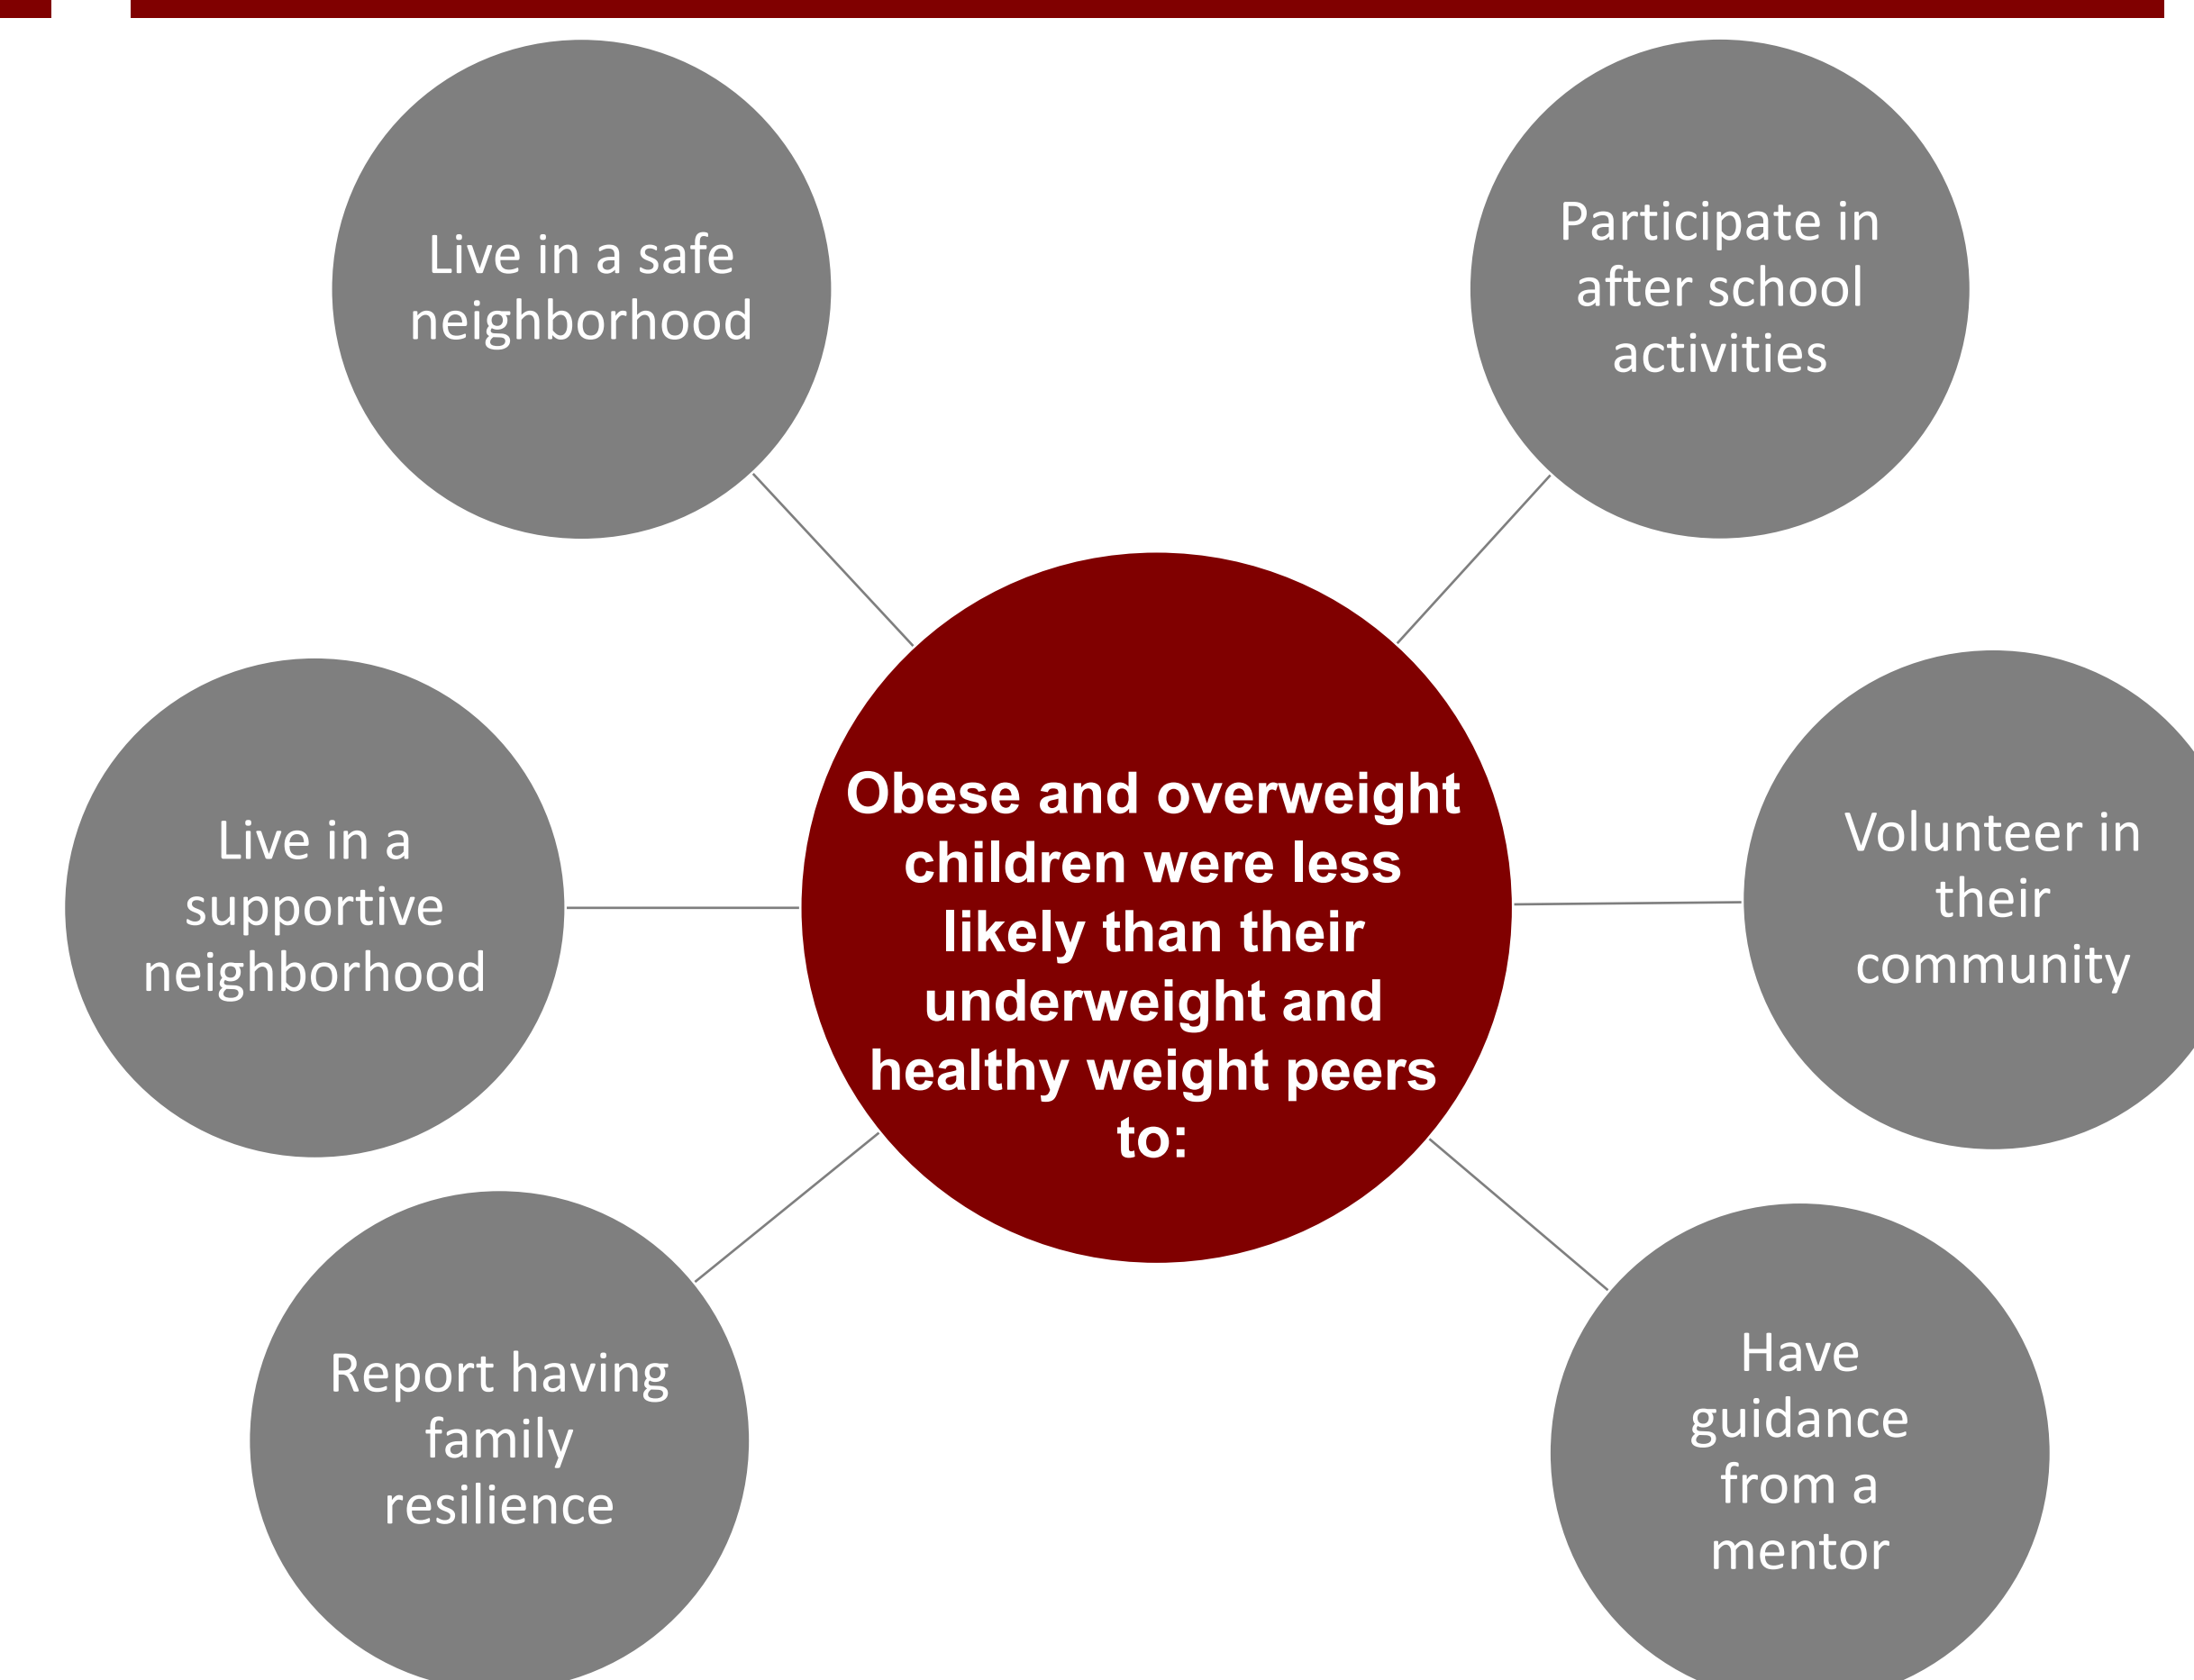 Live in a safe
neighborhood
Participate in
after school
activities
Live in a
supportive
neighborhood
Obese and overweight
children were less
likely than their
underweight and
healthy weight peers
to:
Volunteer in
their
community
Report having
family
resilience
Have
guidance
from a
mentor